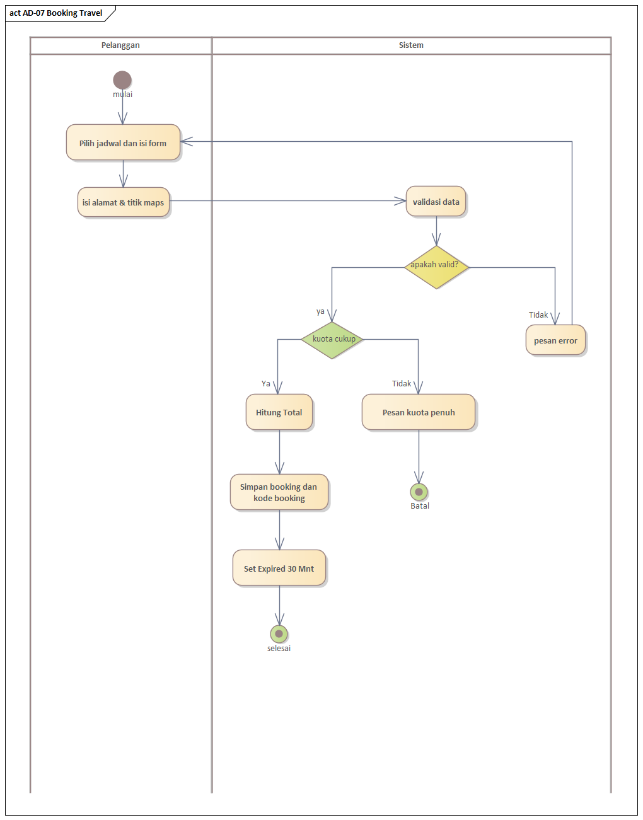 act AD-07 Booking Travel
Pelanggan
Sistem
mulai
Pilih jadwal dan isi form
isi alamat & titik maps
validasi data
apakah valid?
ya
Tidak
kuota cukup
pesan error
Ya
Tidak
Hitung Total
Pesan kuota penuh
Simpan booking dan
kode booking
Batal
Set Expired 30 Mnt
selesai